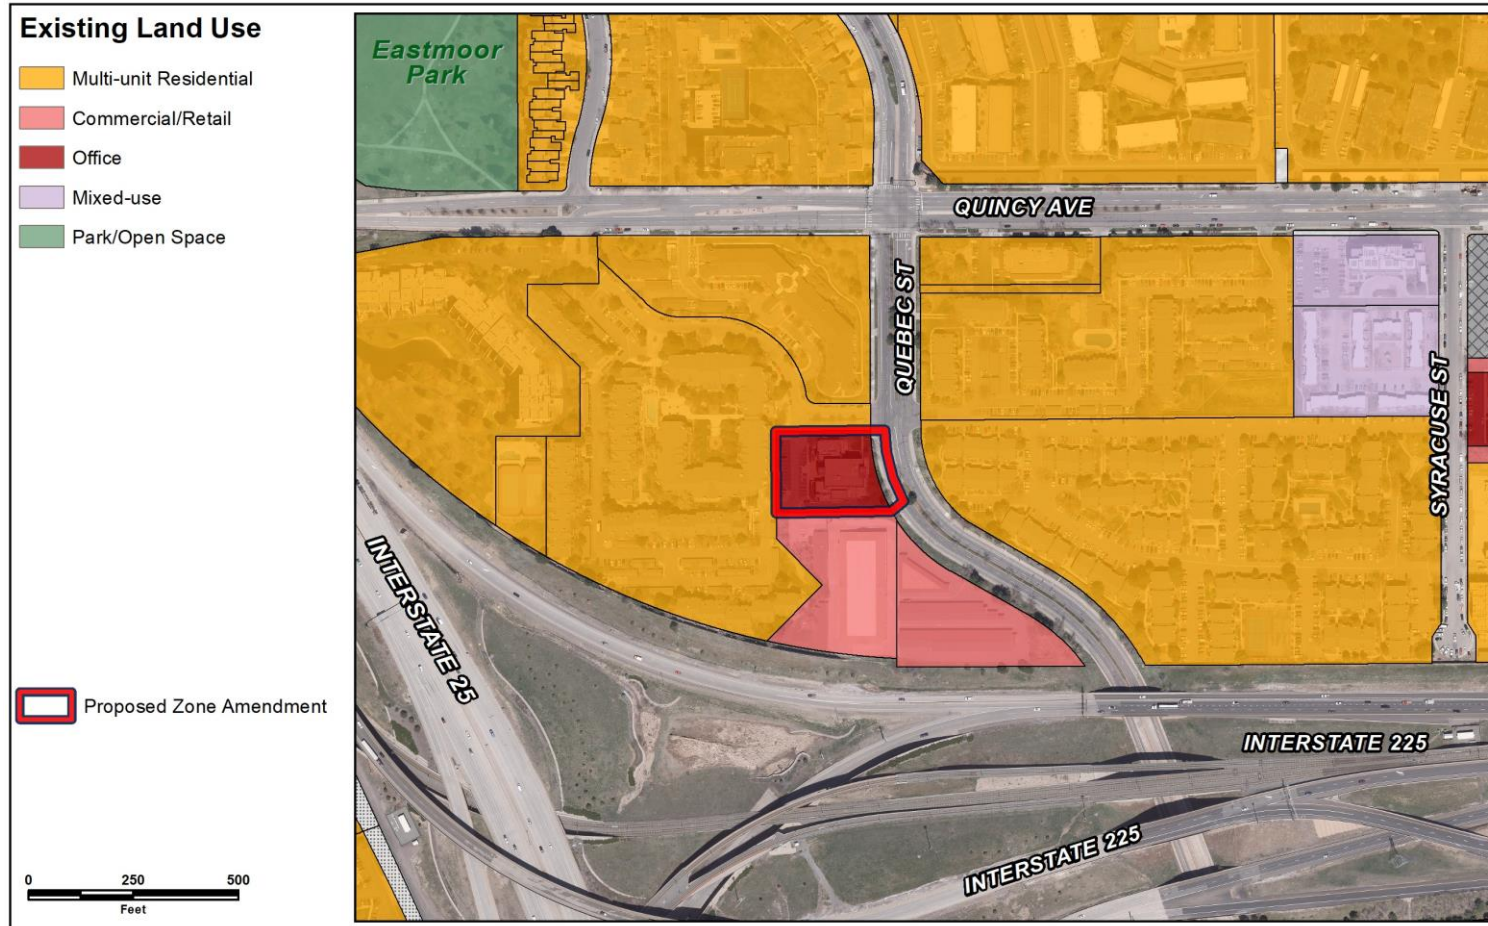 Existing Land Use
Multi-unit Residential
Commercial/Retail
Office
Mixed-use
Park/Open Space
Proposed Zone Amendment
0 250 500
Feet
Eastmoor
Park
QUINCY AVE
QUEBEC ST
SYRACUSE ST
INTERSTATE 25
INTERSTATE 225
INTERSTATE 225